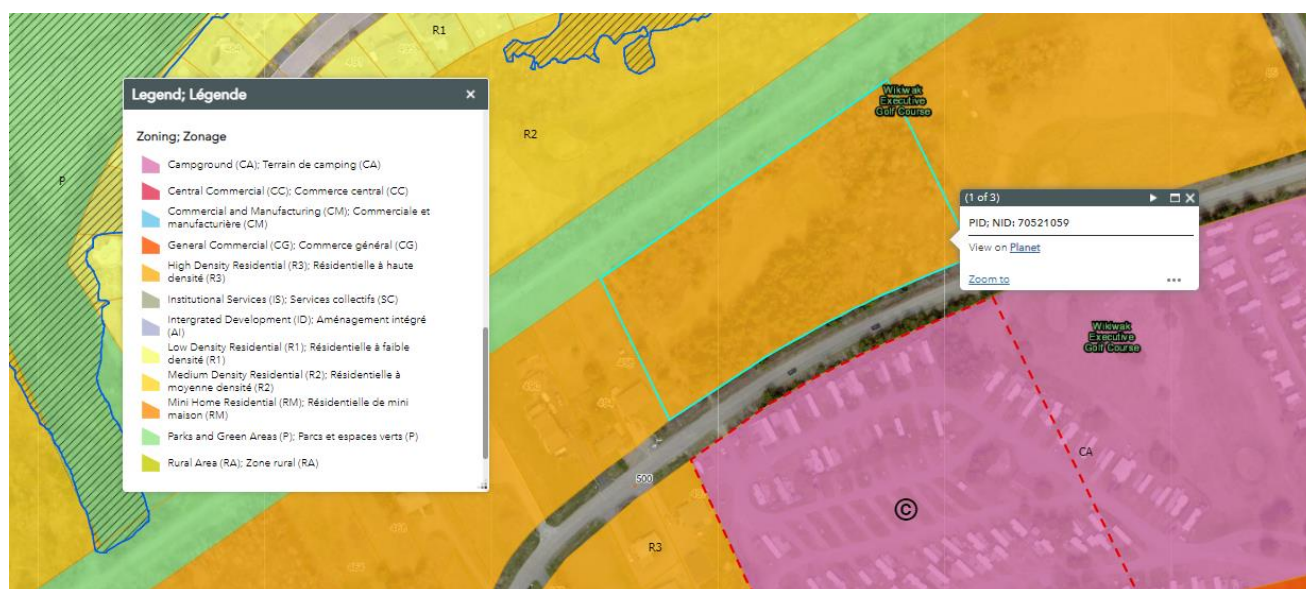 R1
R2
P
Wikwak
Executive
Golf Course
Legend; Légende
×
Zoning; Zonage
Campground (CA); Terrain de camping (CA)
Central Commercial (CC); Commerce central (CC)
Commercial and Manufacturing (CM); Commerciale et
manufacturière (CM)
General Commercial (CG); Commerce général (CG)
High Density Residential (R3); Résidentielle à haute
densité (R3)
Institutional Services (IS); Services collectifs (SC)
Intergrated Development (ID); Aménagement intégré
(AI)
Low Density Residential (R1); Résidentielle à faible
densité (R1)
Medium Density Residential (R2); Résidentielle à
moyenne densité (R2)
Mini Home Residential (RM); Résidentielle de mini
maison (RM)
Parks and Green Areas (P); Parcs et espaces verts (P)
Rural Area (RA); Zone rural (RA)
(1 of 3)
PID; NID: 70521059
View on Planet
Zoom to
•••
Wikwak
Executive
Golf Course
CA
500
©
R3